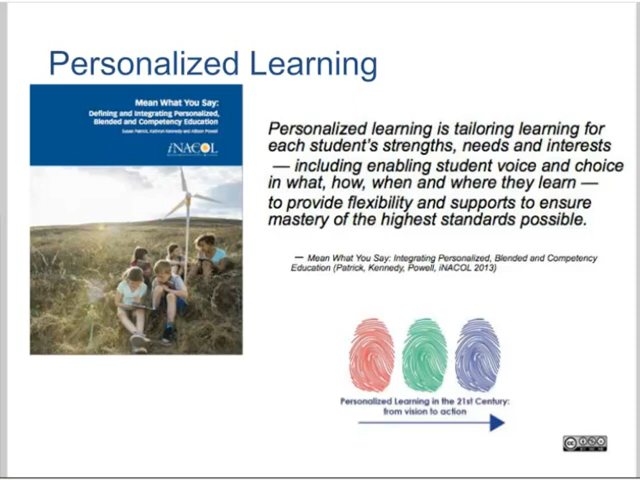 Personalized Learning
Mean What You Say:
Defining and Integrating Personalized,
Blended and Competency Education
Susan Patrick, Kathryn Kennedy and Allison Powell
iNACOL
Personalized learning is tailoring learning for
each student's strengths, needs and interests
— including enabling student voice and choice
in what, how, when and where they learn —
to provide flexibility and supports to ensure
mastery of the highest standards possible.
— Mean What You Say: Integrating Personalized, Blended and Competency
Education (Patrick, Kennedy, Powell, iNACOL 2013)
Personalized Learning in the 21st Century:
from vision to action